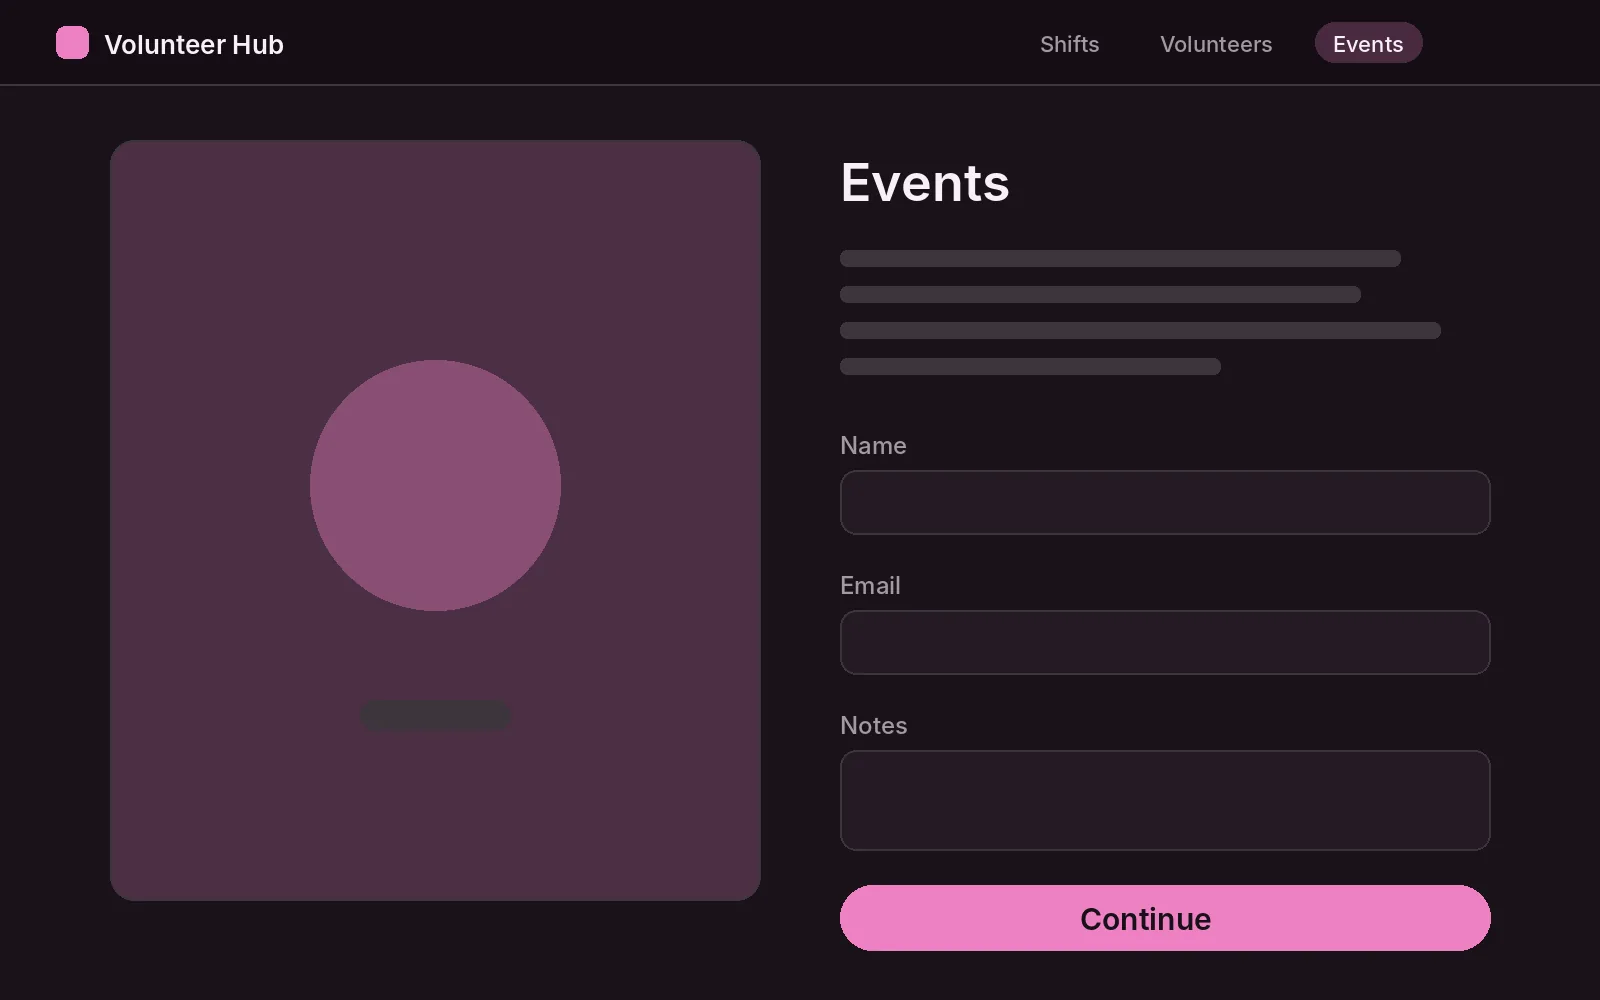 Volunteer Hub
Shifts
Volunteers
Events
Events
Name
Email
Notes
Continue